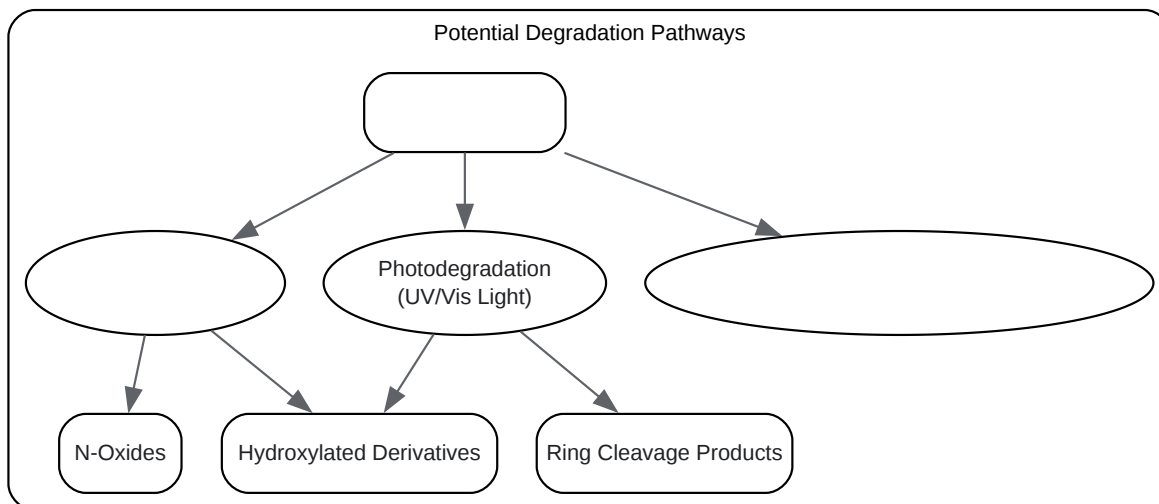 Potential Degradation Pathways
Photodegradation
(UV/Vis Light)
N-Oxides
Hydroxylated Derivatives
Ring Cleavage Products